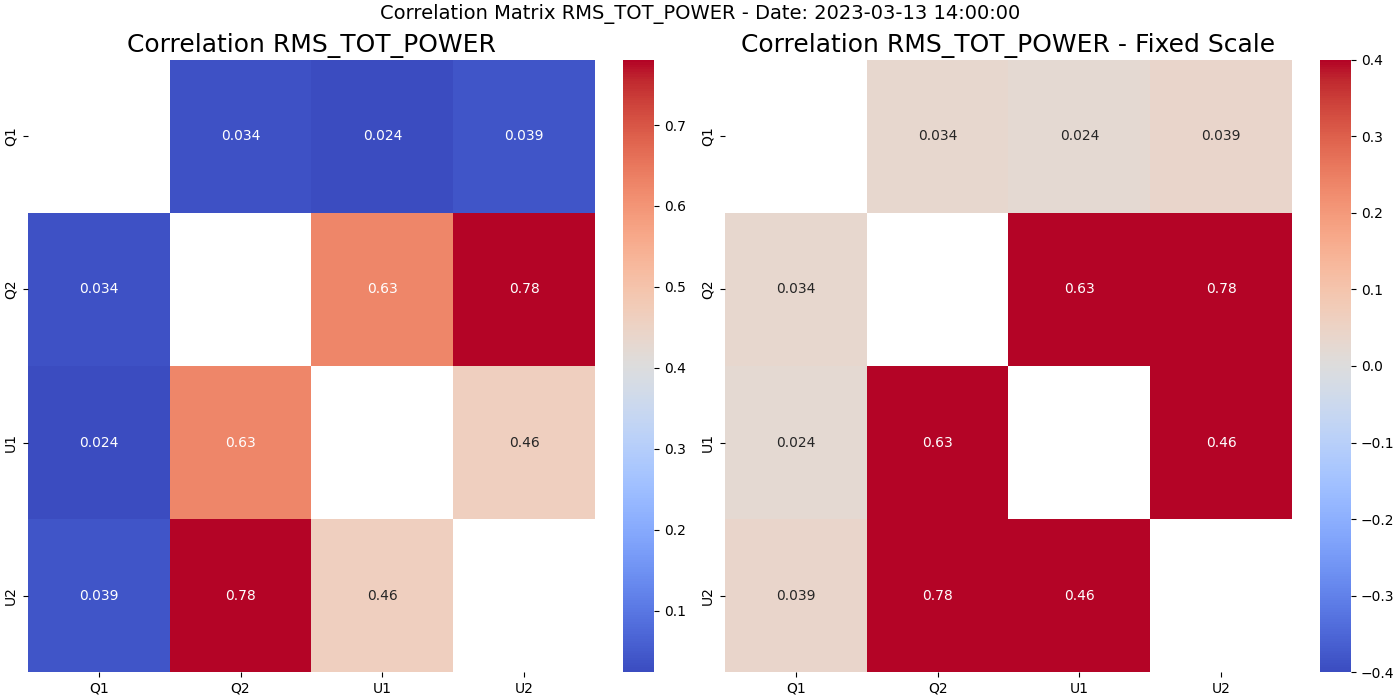 Correlation Matrix RMS_TOT_POWER - Date: 2023-03-13 14:00:00
Correlation RMS_TOT_POWER
Q1 0.034 0.024 0.039
Q2 0.034 0.63 0.78
U1 0.024 0.63 0.46
U2 0.039 0.78 0.46
Q1 Q2 U1 U2
0.7
0.6
0.5
0.4
0.3
0.2
0.1
Correlation RMS_TOT_POWER - Fixed Scale
Q1 0.034 0.024 0.039
Q2 0.034 0.63 0.78
U1 0.024 0.63 0.46
U2 0.039 0.78 0.46
Q1 Q2 U1 U2
0.4
0.3
0.2
0.1
0.0
−0.1
−0.2
−0.3
−0.4